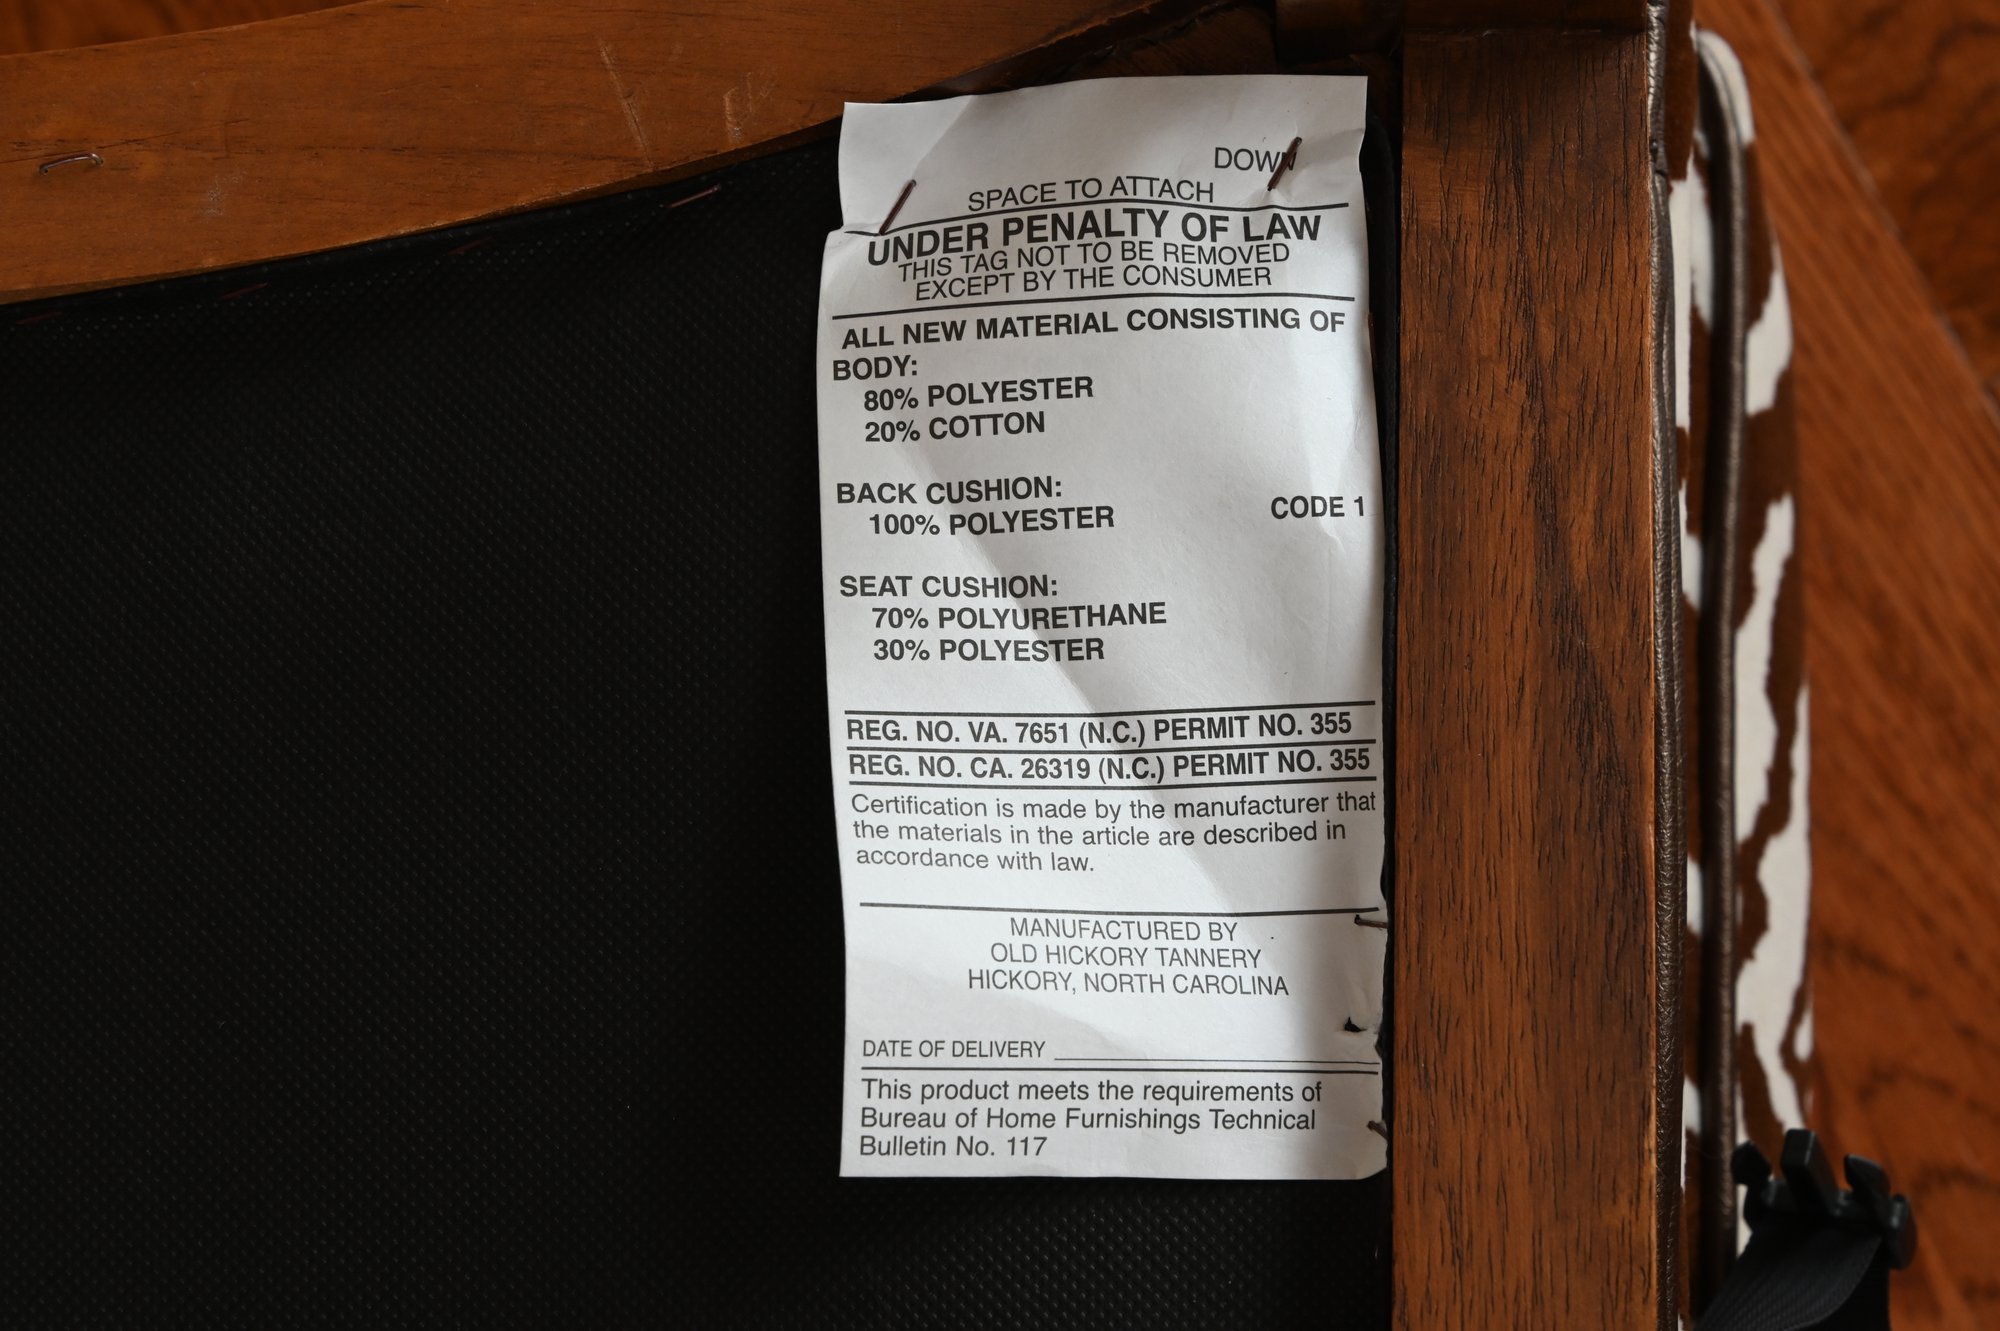 DOWN
SPACE TO ATTACH
UNDER PENALTY OF LAW
THIS TAG NOT TO BE REMOVED
EXCEPT BY THE CONSUMER
ALL NEW MATERIAL CONSISTING OF
BODY:
80% POLYESTER
20% COTTON
BACK CUSHION:
100% POLYESTER CODE 1
SEAT CUSHION:
70% POLYURETHANE
30% POLYESTER
REG. NO. VA. 7651 (N.C.) PERMIT NO. 355
REG. NO. CA. 26319 (N.C.) PERMIT NO. 355
Certification is made by the manufacturer that
the materials in the article are described in
accordance with law.
MANUFACTURED BY
OLD HICKORY TANNERY
HICKORY, NORTH CAROLINA
DATE OF DELIVERY
This product meets the requirements of
Bureau of Home Furnishings Technical
Bulletin No. 117